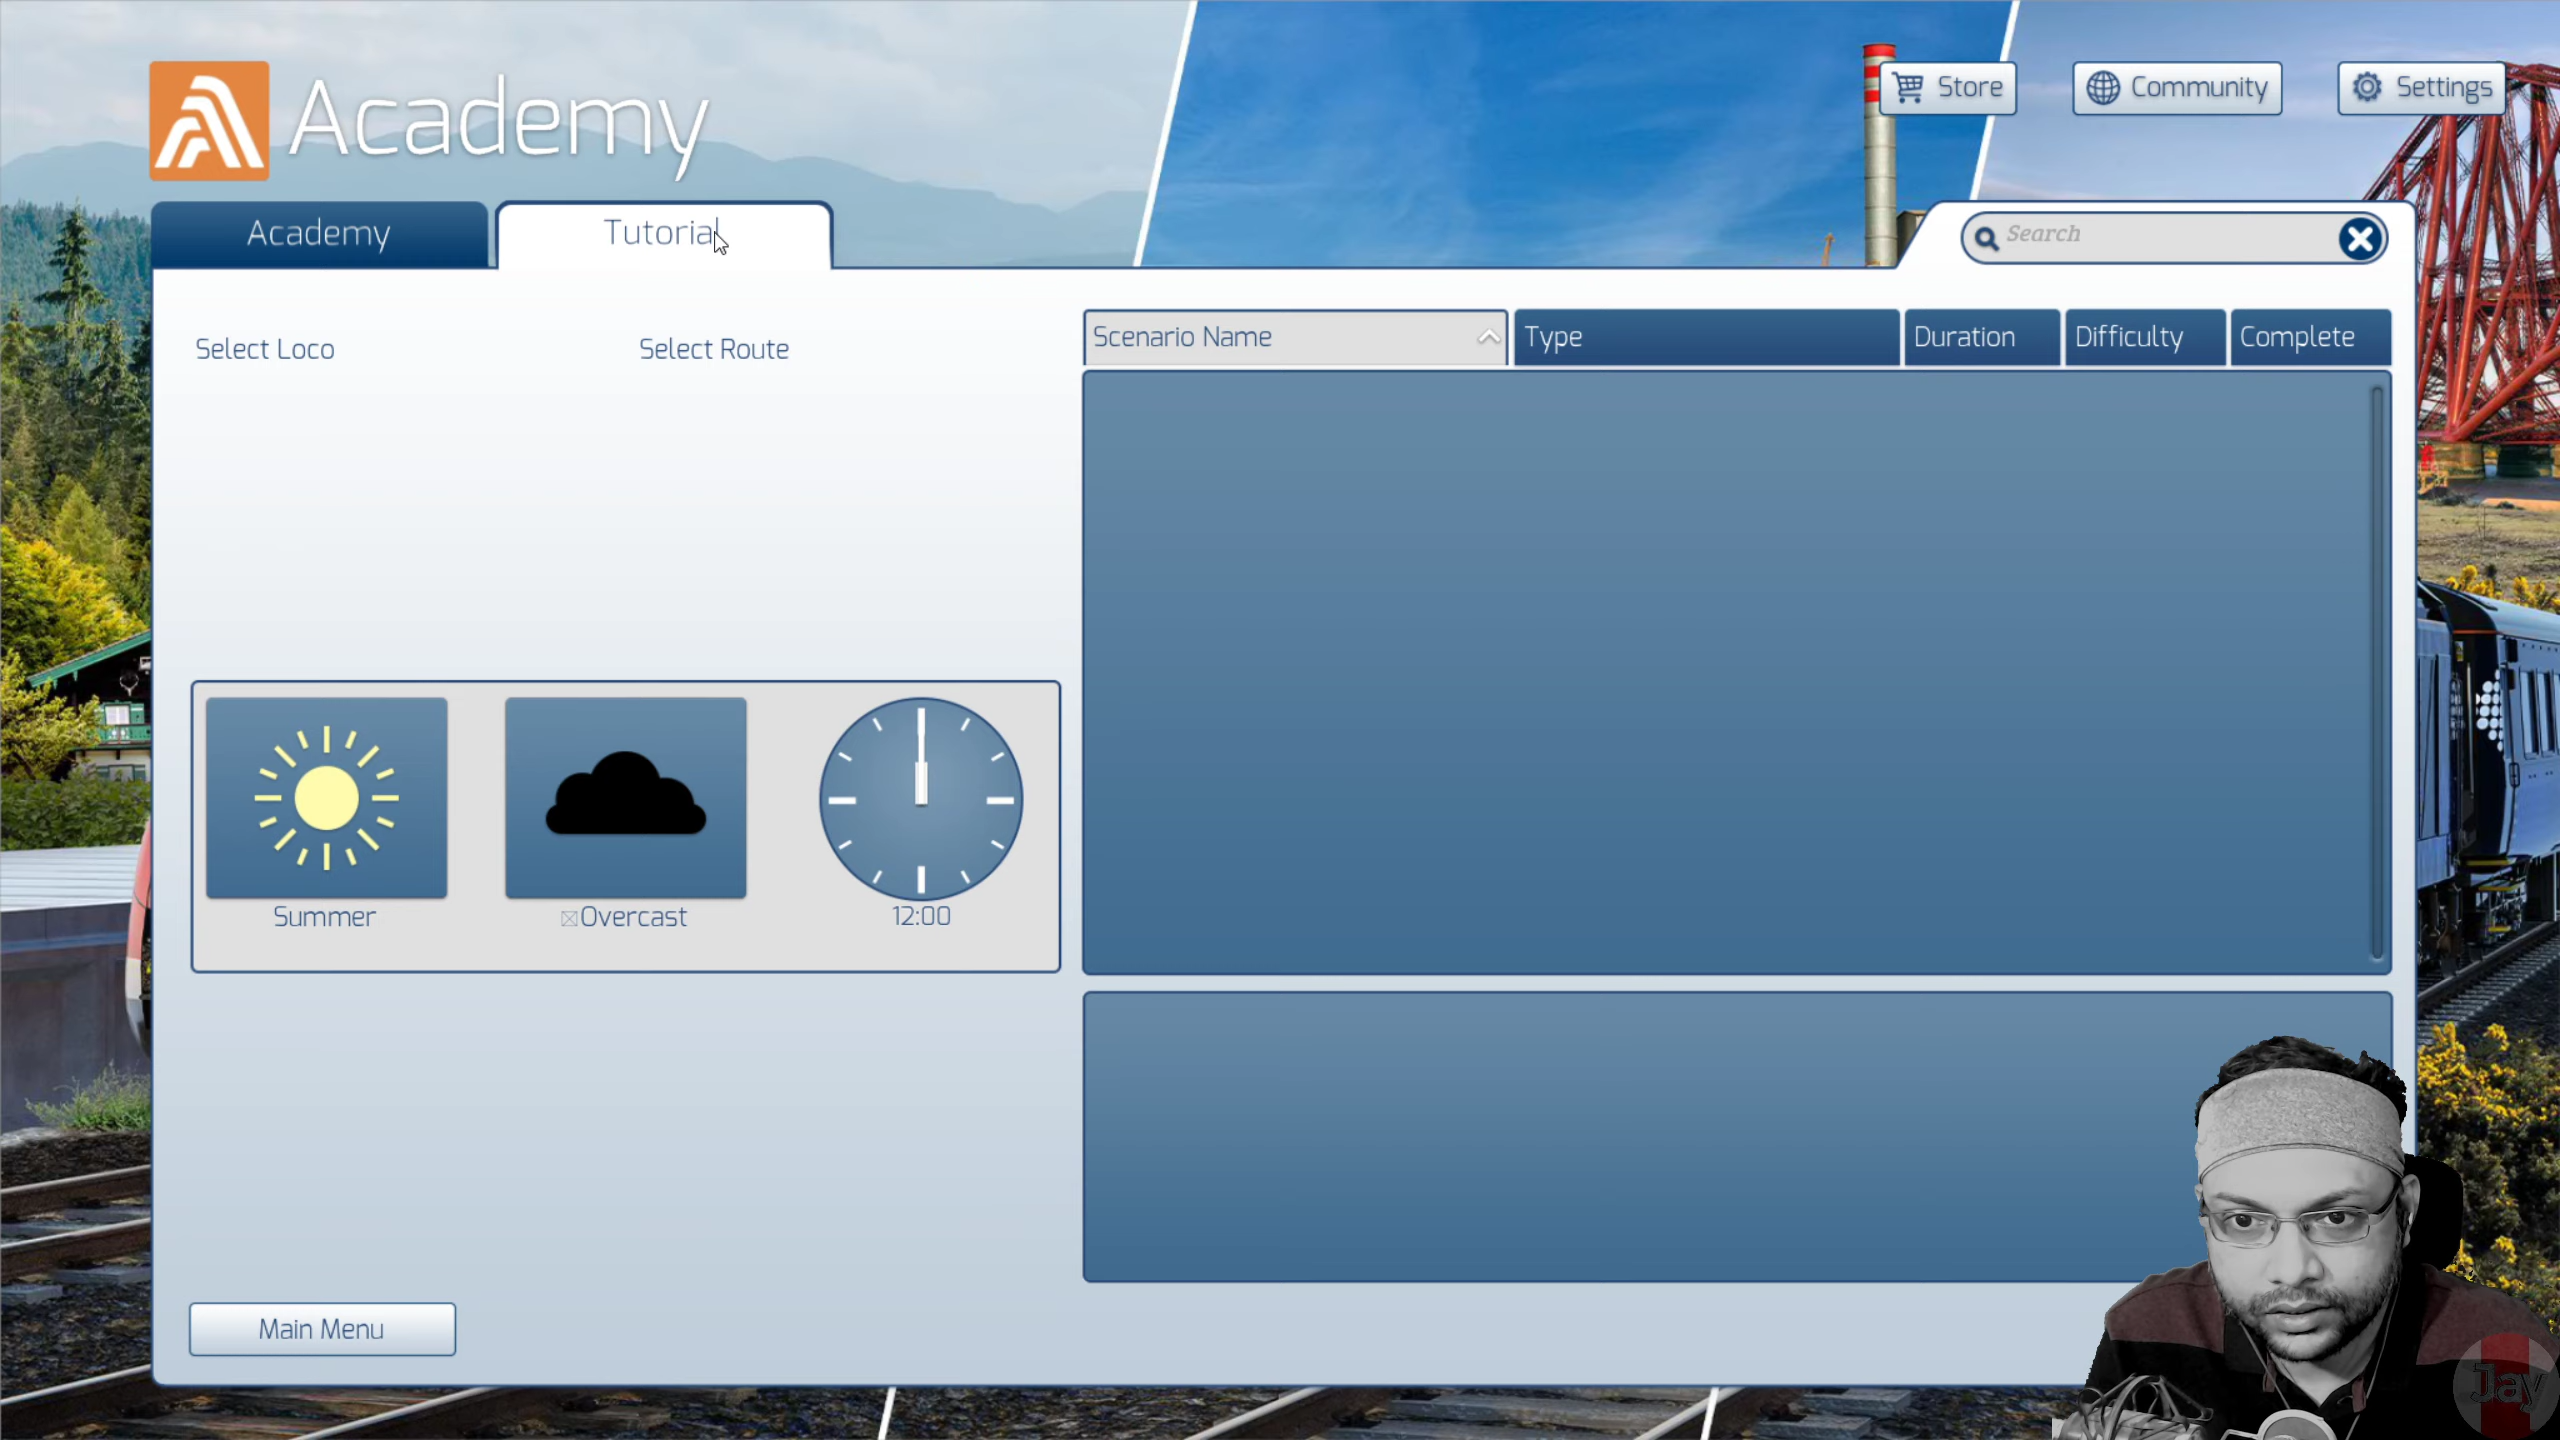 Academy
Store
Community
Settings
Academy
Tutorial
Search
Select Loco
Select Route
Scenario Name
Type
Duration
Difficulty
Complete
Summer
Overcast
12:00
Main Menu
Jay